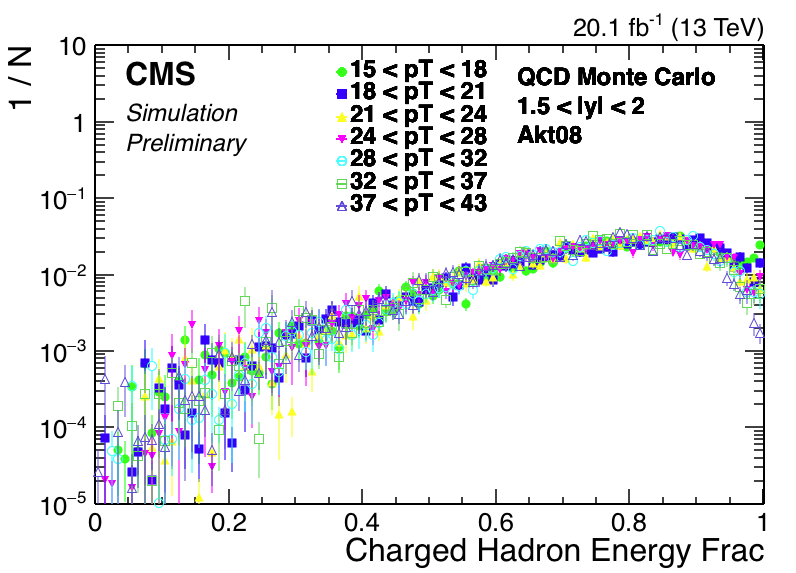 20.1 fb⁻¹ (13 TeV)
1 / N
CMS
Simulation
Preliminary
15 < pT < 18
18 < pT < 21
21 < pT < 24
24 < pT < 28
28 < pT < 32
32 < pT < 37
37 < pT < 43
QCD Monte Carlo
1.5 < |y| < 2
Akt08
10
1
10⁻¹
10⁻²
10⁻³
10⁻⁴
10⁻⁵
0 0.2 0.4 0.6 0.8 1
Charged Hadron Energy Frac